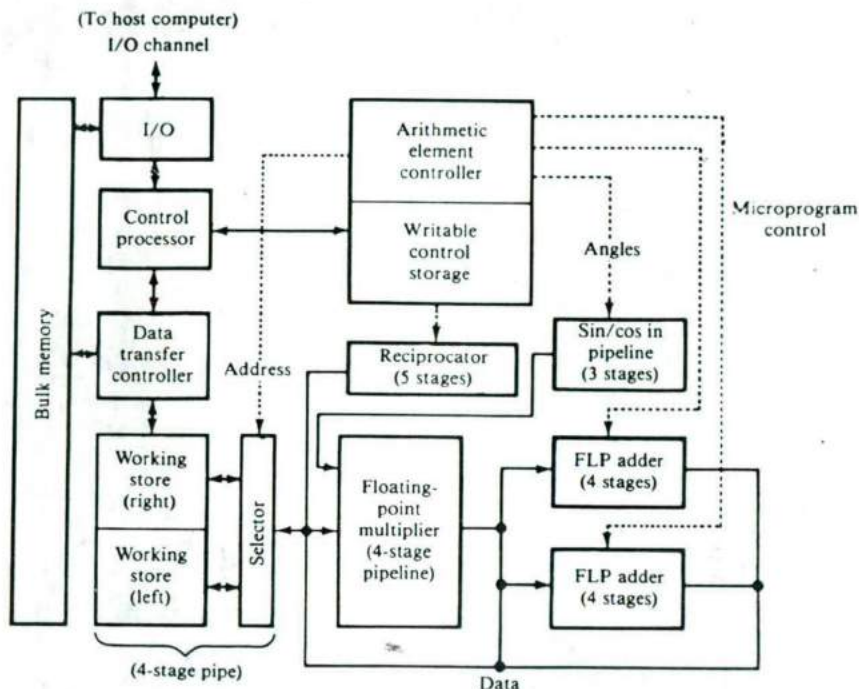 (To host computer)
I/O channel
I/O
Control
processor
Data
transfer
controller
Bulk memory
Working
store
(right)
Working
store
(left)
(4-stage pipe)
Selector
Address
Arithmetic
element
controller
Writable
control
storage
Reciprocator
(5 stages)
Floating-
point
multiplier
(4-stage
pipeline)
Angles
Microprogram
control
Sin/cos in
pipeline
(3 stages)
FLP adder
(4 stages)
FLP adder
(4 stages)
Data